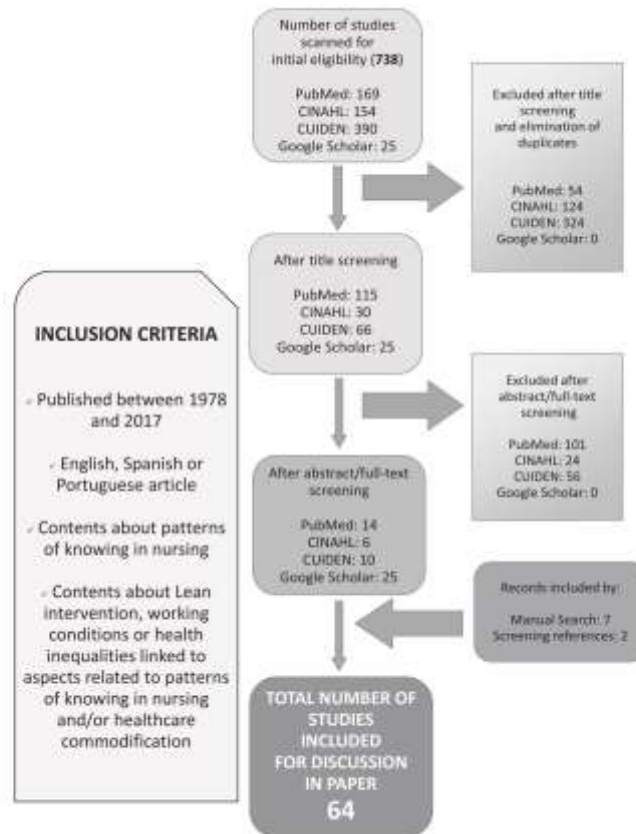 Number of studies
scanned for
initial eligibility (738)
PubMed: 169
CINAHL: 154
CUIDEN: 390
Google Scholar: 25
Excluded after title
screening
and elimination of
duplicates
PubMed: 54
CINAHL: 124
CUIDEN: 324
Google Scholar: 0
After title screening
PubMed: 115
CINAHL: 30
CUIDEN: 66
Google Scholar: 25
INCLUSION CRITERIA
✓ Published between 1978
and 2017
✓ English, Spanish or
Portuguese article
✓ Contents about patterns
of knowing in nursing
✓ Contents about Lean
intervention, working
conditions or health
inequalities linked to
aspects related to patterns
of knowing in nursing
and/or healthcare
commodification
Excluded after
abstract/full-text
screening
PubMed: 101
CINAHL: 24
CUIDEN: 56
Google Scholar: 0
After abstract/full-text
screening
PubMed: 14
CINAHL: 6
CUIDEN: 10
Google Scholar: 25
Records included by:
Manual Search: 7
Screening references: 2
TOTAL NUMBER OF
STUDIES
INCLUDED
FOR DISCUSSION
IN PAPER
64